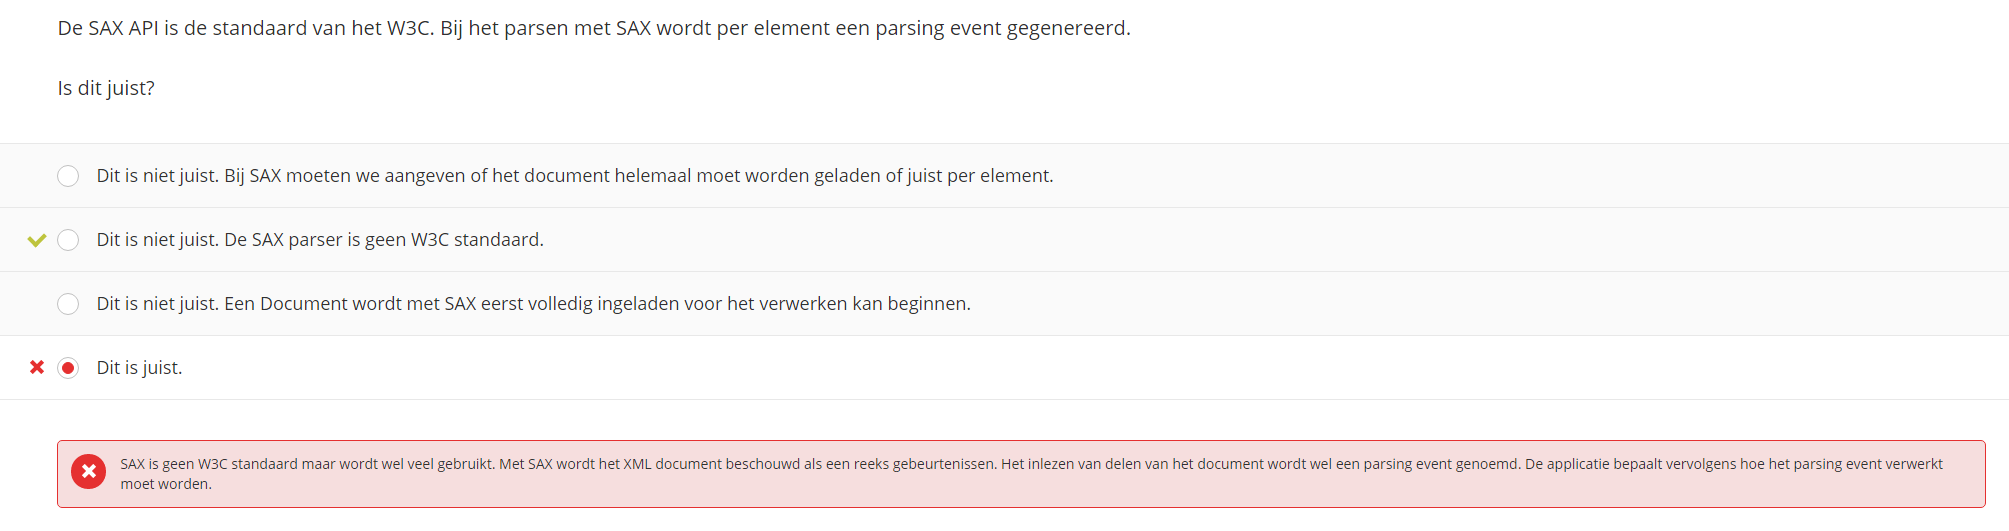 De SAX API is de standaard van het W3C. Bij het parsen met SAX wordt per element een parsing event gegenereerd.
Is dit juist?
Dit is niet juist. Bij SAX moeten we aangeven of het document helemaal moet worden geladen of juist per element.
Dit is niet juist. De SAX parser is geen W3C standaard.
Dit is niet juist. Een Document wordt met SAX eerst volledig ingeladen voor het verwerken kan beginnen.
Dit is juist.
SAX is geen W3C standaard maar wordt wel veel gebruikt. Met SAX wordt het XML document beschouwd als een reeks gebeurtenissen. Het inlezen van delen van het document wordt wel een parsing event genoemd. De applicatie bepaalt vervolgens hoe het parsing event verwerkt
moet worden.